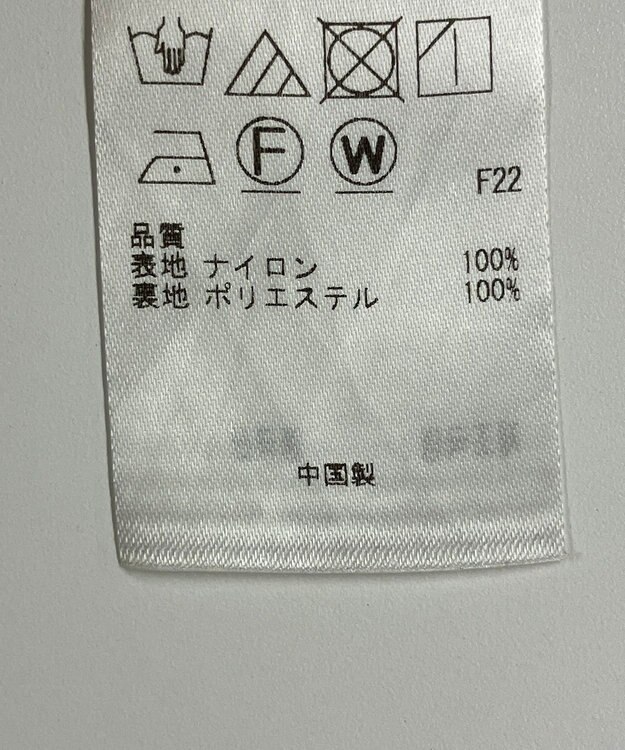 F W F22
品質
表地 ナイロン 100%
裏地 ポリエステル 100%
中国製